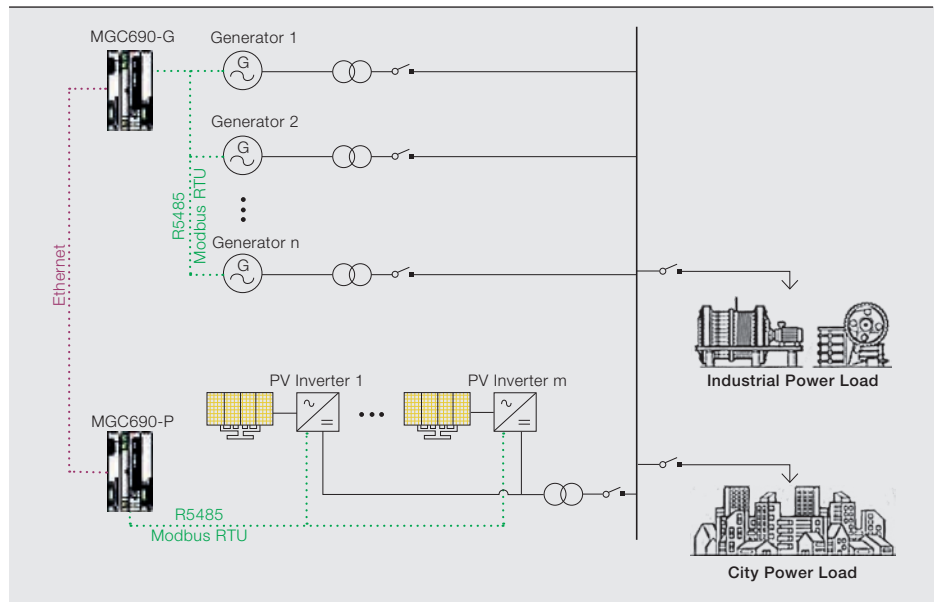 MGC690-G
Generator 1
G
Generator 2
G
R5485
Modbus RTU
Generator n
G
Ethernet
Industrial Power Load
PV Inverter 1
PV Inverter m
MGC690-P
R5485
Modbus RTU
City Power Load